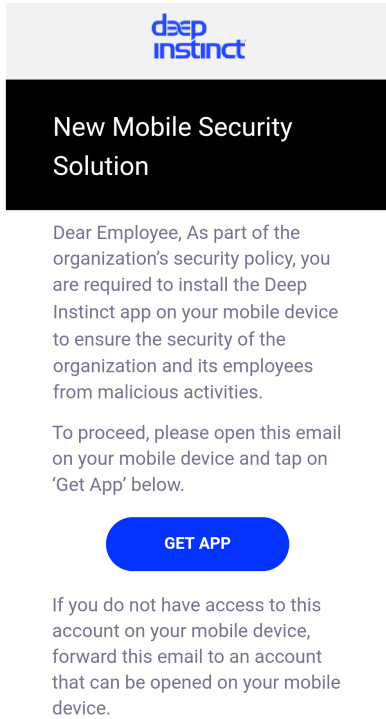 deep
instinct
New Mobile Security
Solution
Dear Employee, As part of the
organization's security policy, you
are required to install the Deep
Instinct app on your mobile device
to ensure the security of the
organization and its employees
from malicious activities.
To proceed, please open this email
on your mobile device and tap on
‘Get App’ below.
GET APP
If you do not have access to this
account on your mobile device,
forward this email to an account
that can be opened on your mobile
device.